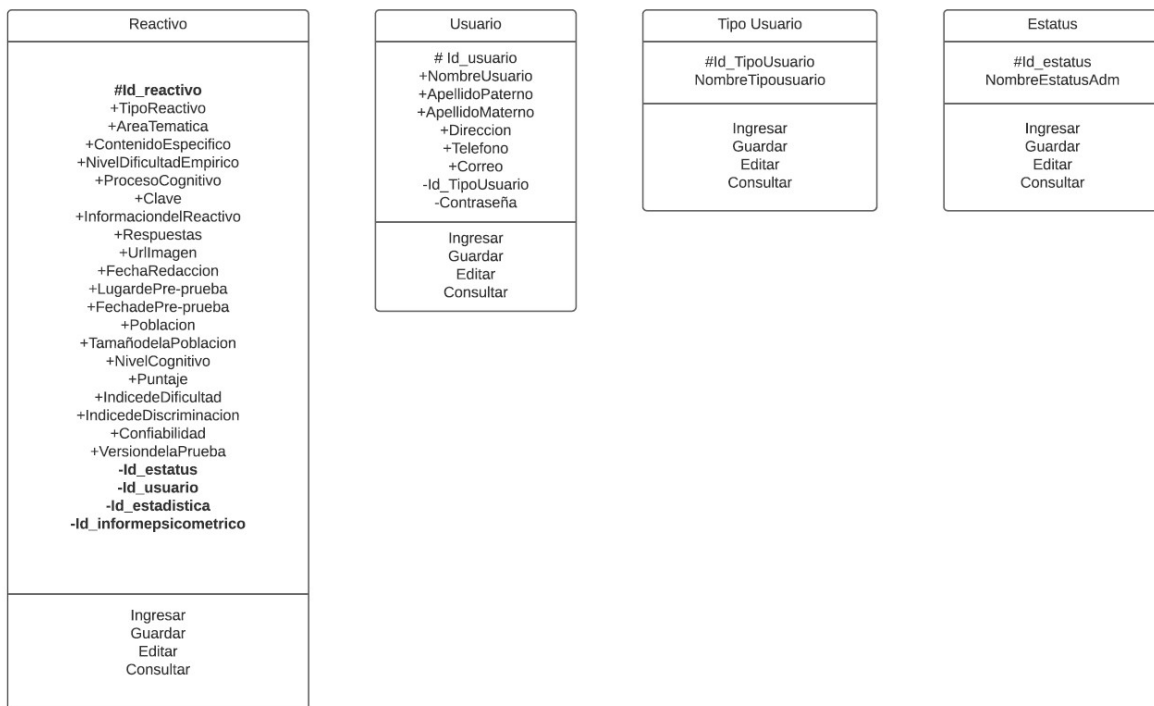 Reactivo
#Id_reactivo
+TipoReactivo
+AreaTematica
+ContenidoEspecifico
+NivelDificultadEmpirico
+ProcesoCognitivo
+Clave
+InformaciondelReactivo
+Respuestas
+UrlImagen
+FechaRedaccion
+LugardePre-prueba
+FechadePre-prueba
+Poblacion
+TamañodelaPoblacion
+NivelCognitivo
+Puntaje
+IndicedeDificultad
+IndicedeDiscriminacion
+Confiabilidad
+VersiondelaPrueba
-Id_estatus
-Id_usuario
-Id_estadistica
-Id_informepsicometrico
Ingresar
Guardar
Editar
Consultar
Usuario
# Id_usuario
+NombreUsuario
+ApellidoPaterno
+ApellidoMaterno
+Direccion
+Telefono
+Correo
-Id_TipoUsuario
-Contraseña
Ingresar
Guardar
Editar
Consultar
Tipo Usuario
#Id_TipoUsuario
NombreTipousuario
Ingresar
Guardar
Editar
Consultar
Estatus
#Id_estatus
NombreEstatusAdm
Ingresar
Guardar
Editar
Consultar